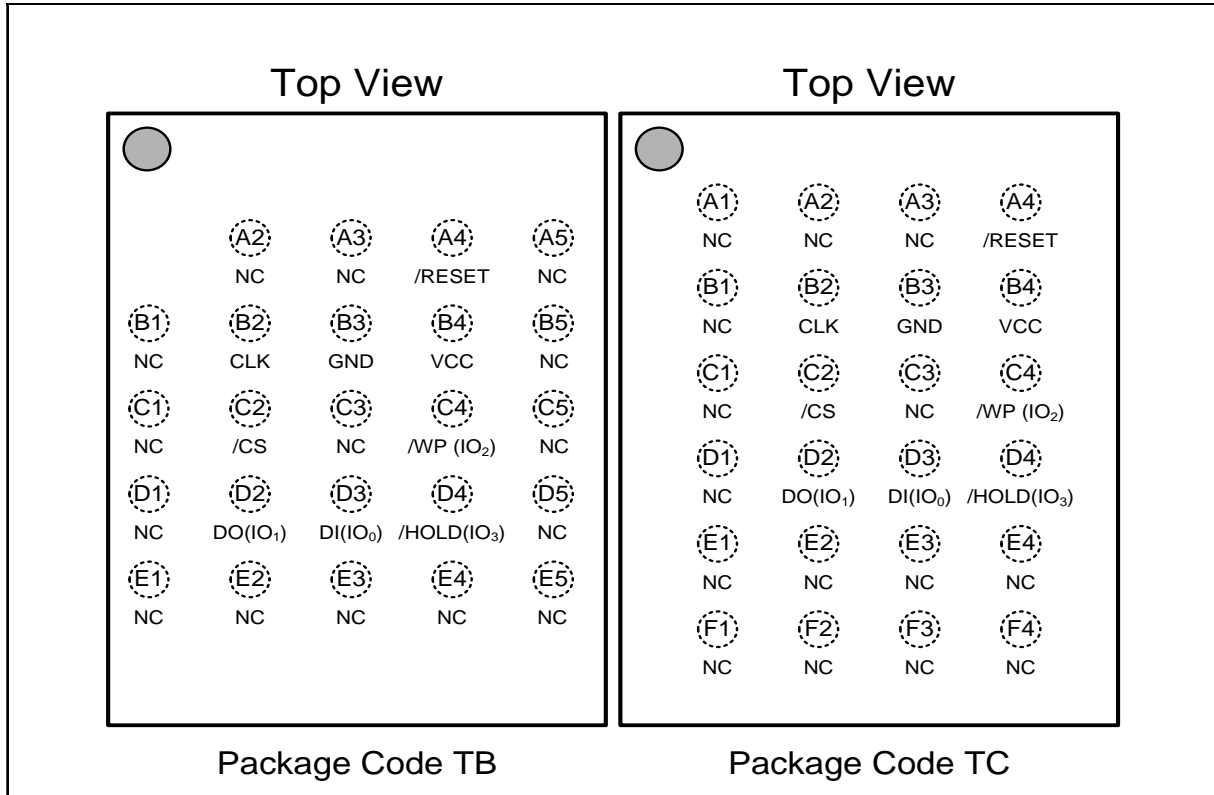 Top View
A2 A3 A4 A5
NC NC /RESET NC
B1 B2 B3 B4 B5
NC CLK GND VCC NC
C1 C2 C3 C4 C5
NC /CS NC /WP (IO₂) NC
D1 D2 D3 D4 D5
NC DO(IO₁) DI(IO₀) /HOLD(IO₃) NC
E1 E2 E3 E4 E5
NC NC NC NC NC
Package Code TB
Top View
A1 A2 A3 A4
NC NC NC /RESET
B1 B2 B3 B4
NC CLK GND VCC
C1 C2 C3 C4
NC /CS NC /WP (IO₂)
D1 D2 D3 D4
NC DO(IO₁) DI(IO₀) /HOLD(IO₃)
E1 E2 E3 E4
NC NC NC NC
F1 F2 F3 F4
NC NC NC NC
Package Code TC